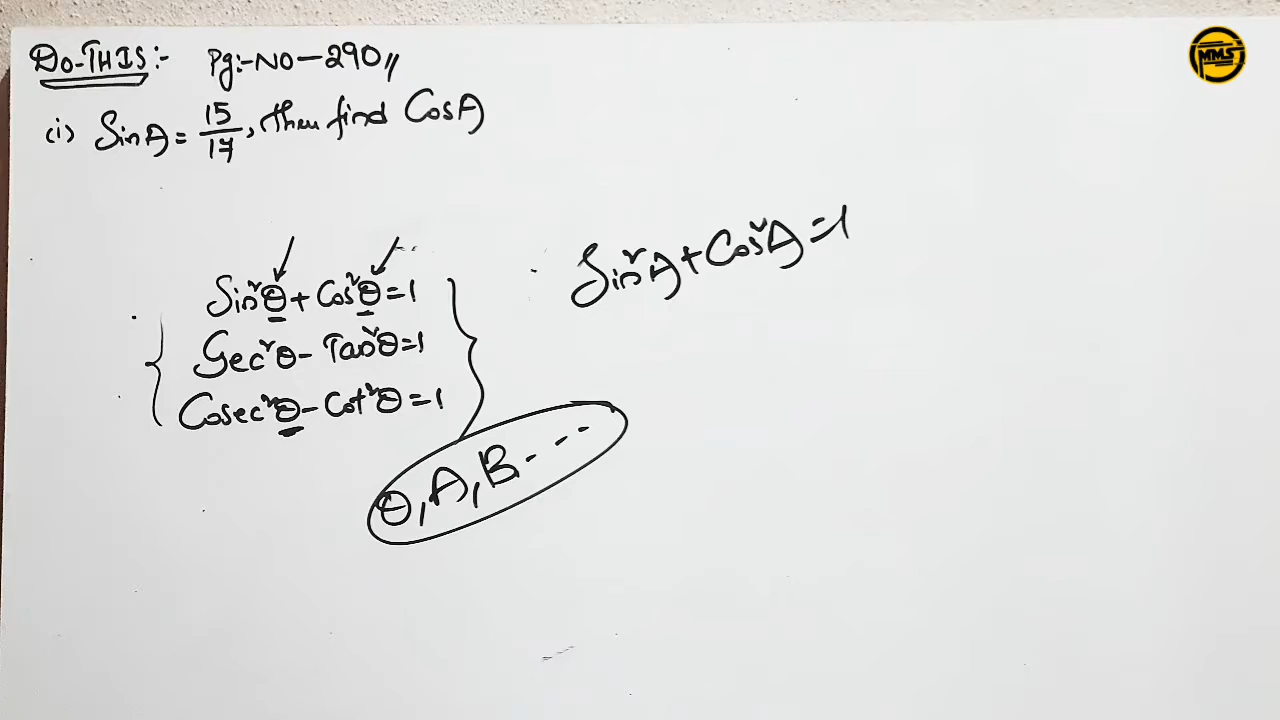 Do-THIS:- Pg:-NO-290//
(i) SinA = 15/17, then find CosA
Sin²A + Cos²A = 1
Sin²θ + Cos²θ = 1
Sec²θ - Tan²θ = 1
Cosec²θ - Cot²θ = 1
θ, A, B - - -
MMS